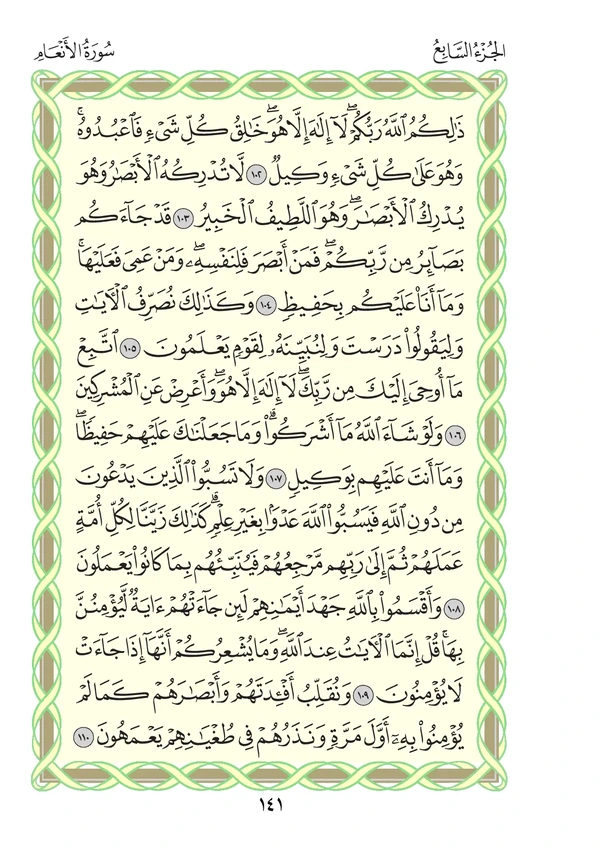 الجُزْءُ السَّابِعُ
سُورَةُ الأَنْعَامِ
ذَٰلِكُمُ ٱللَّهُ رَبُّكُمْۖ لَآ إِلَٰهَ إِلَّا هُوَۖ خَٰلِقُ كُلِّ شَىْءٍ فَٱعْبُدُوهُۚ
وَهُوَ عَلَىٰ كُلِّ شَىْءٍ وَكِيلٌ ١٠٢ لَّا تُدْرِكُهُ ٱلْأَبْصَٰرُ وَهُوَ
يُدْرِكُ ٱلْأَبْصَٰرَۖ وَهُوَ ٱللَّطِيفُ ٱلْخَبِيرُ ١٠٣ قَدْ جَآءَكُم
بَصَآئِرُ مِن رَّبِّكُمْۖ فَمَنْ أَبْصَرَ فَلِنَفْسِهِۦۖ وَمَنْ عَمِىَ فَعَلَيْهَاۚ
وَمَآ أَنَا۠ عَلَيْكُم بِحَفِيظٍ ١٠٤ وَكَذَٰلِكَ نُصَرِّفُ ٱلْءَايَٰتِ
وَلِيَقُولُوا۟ دَرَسْتَ وَلِنُبَيِّنَهُۥ لِقَوْمٍ يَعْلَمُونَ ١٠٥ ٱتَّبِعْ
مَآ أُوحِىَ إِلَيْكَ مِن رَّبِّكَۖ لَآ إِلَٰهَ إِلَّا هُوَۖ وَأَعْرِضْ عَنِ ٱلْمُشْرِكِينَ
١٠٦ وَلَوْ شَآءَ ٱللَّهُ مَآ أَشْرَكُوا۟ۗ وَمَا جَعَلْنَٰكَ عَلَيْهِمْ حَفِيظًاۖ
وَمَآ أَنتَ عَلَيْهِم بِوَكِيلٍ ١٠٧ وَلَا تَسُبُّوا۟ ٱلَّذِينَ يَدْعُونَ
مِن دُونِ ٱللَّهِ فَيَسُبُّوا۟ ٱللَّهَ عَدْوًۢا بِغَيْرِ عِلْمٍۗ كَذَٰلِكَ زَيَّنَّا لِكُلِّ أُمَّةٍ
عَمَلَهُمْ ثُمَّ إِلَىٰ رَبِّهِم مَّرْجِعُهُمْ فَيُنَبِّئُهُم بِمَا كَانُوا۟ يَعْمَلُونَ
١٠٨ وَأَقْسَمُوا۟ بِٱللَّهِ جَهْدَ أَيْمَٰنِهِمْ لَئِن جَآءَتْهُمْ ءَايَةٌ لَّيُؤْمِنُنَّ
بِهَاۚ قُلْ إِنَّمَا ٱلْءَايَٰتُ عِندَ ٱللَّهِۖ وَمَا يُشْعِرُكُمْ أَنَّهَآ إِذَا جَآءَتْ
لَا يُؤْمِنُونَ ١٠٩ وَنُقَلِّبُ أَفْـِٔدَتَهُمْ وَأَبْصَٰرَهُمْ كَمَا لَمْ
يُؤْمِنُوا۟ بِهِۦٓ أَوَّلَ مَرَّةٍ وَنَذَرُهُمْ فِى طُغْيَٰنِهِمْ يَعْمَهُونَ ١١٠
١٤١